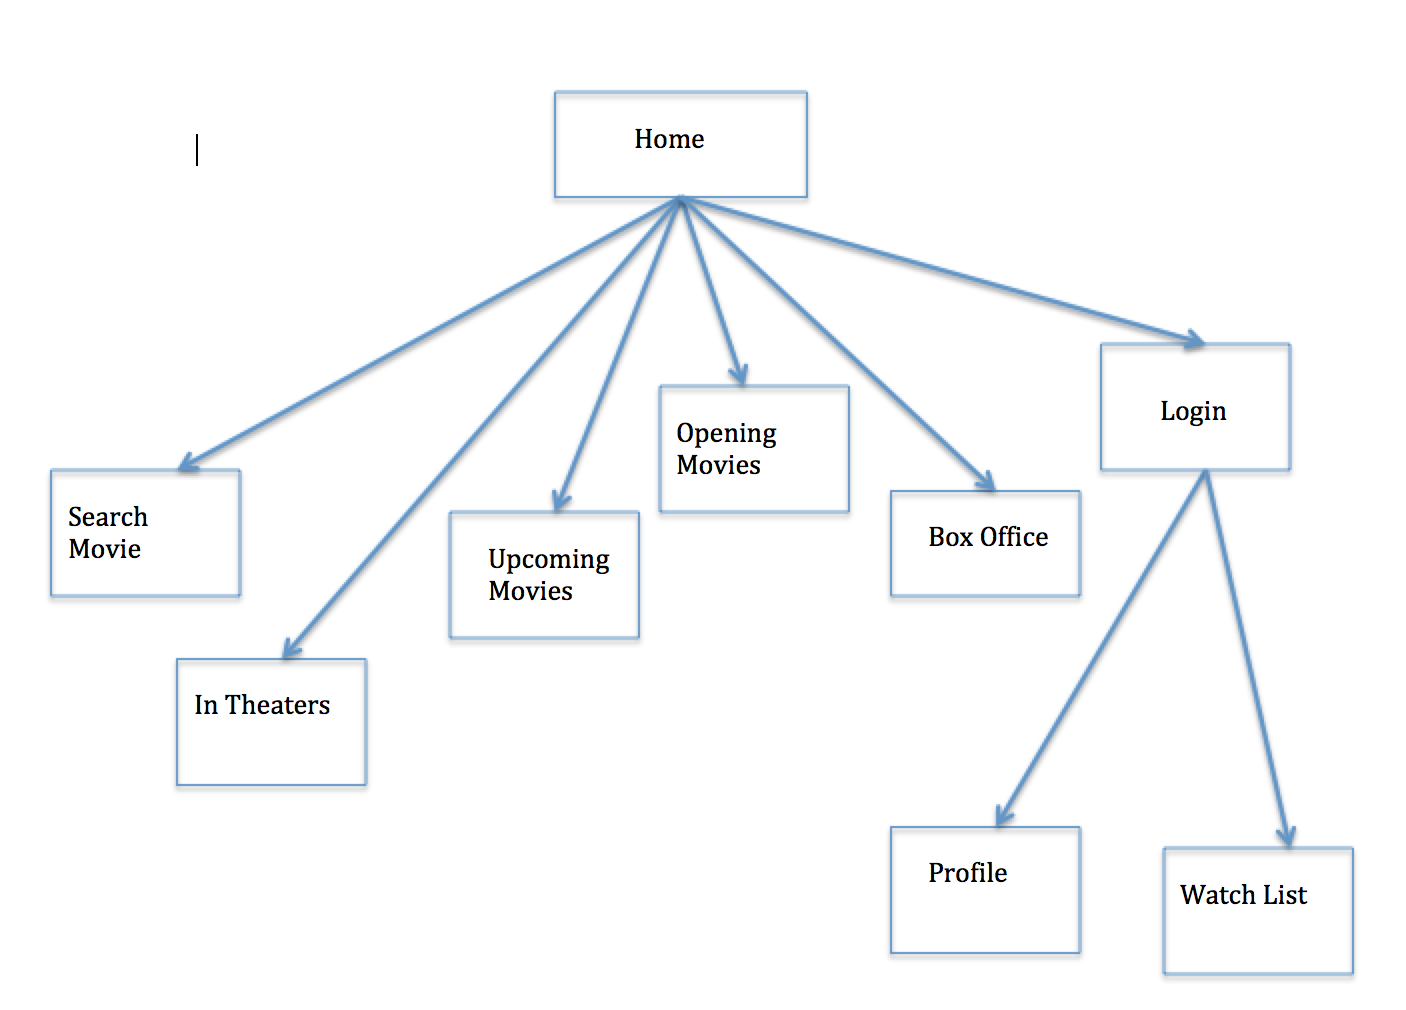 Home
Login
Opening
Movies
Search
Movie
Box Office
Upcoming
Movies
In Theaters
Profile
Watch List